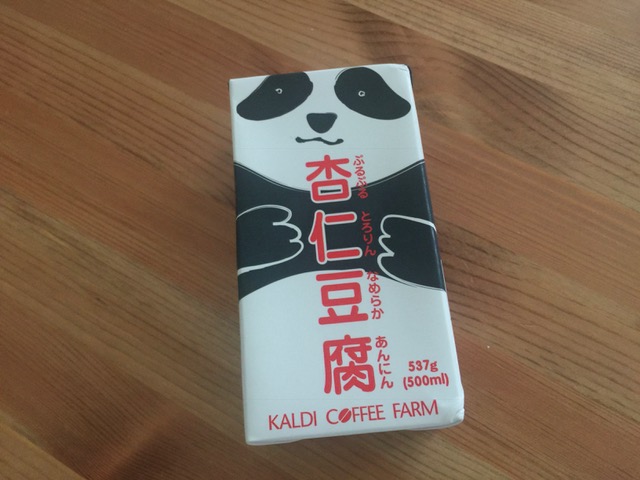 杏仁豆腐
ぷるぷる とろりん なめらか あんにん
537g
(500ml)
KALDI COFFEE FARM